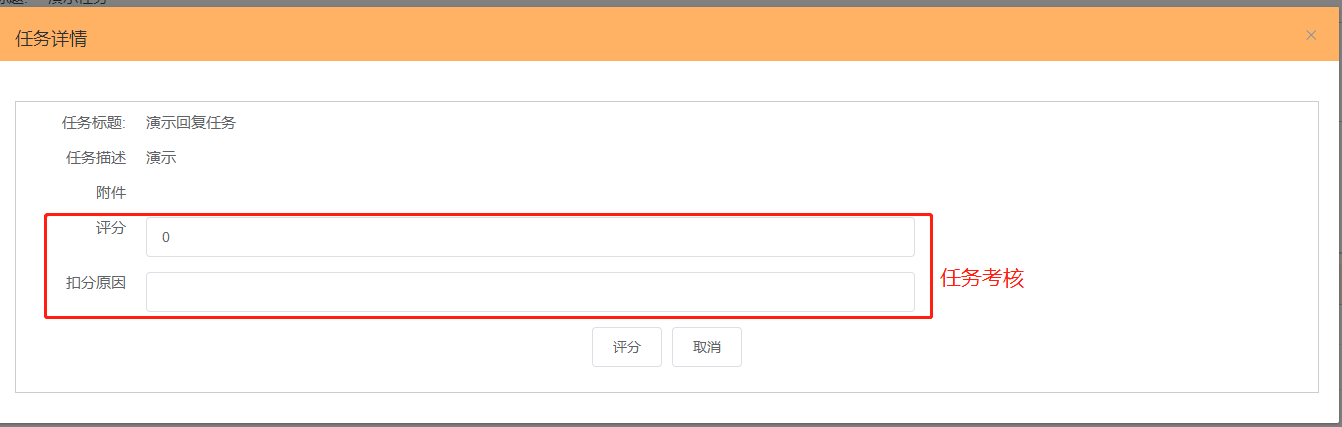 任务详情
任务标题: 演示回复任务
任务描述 演示
附件
评分 0
扣分原因
任务考核
评分 取消